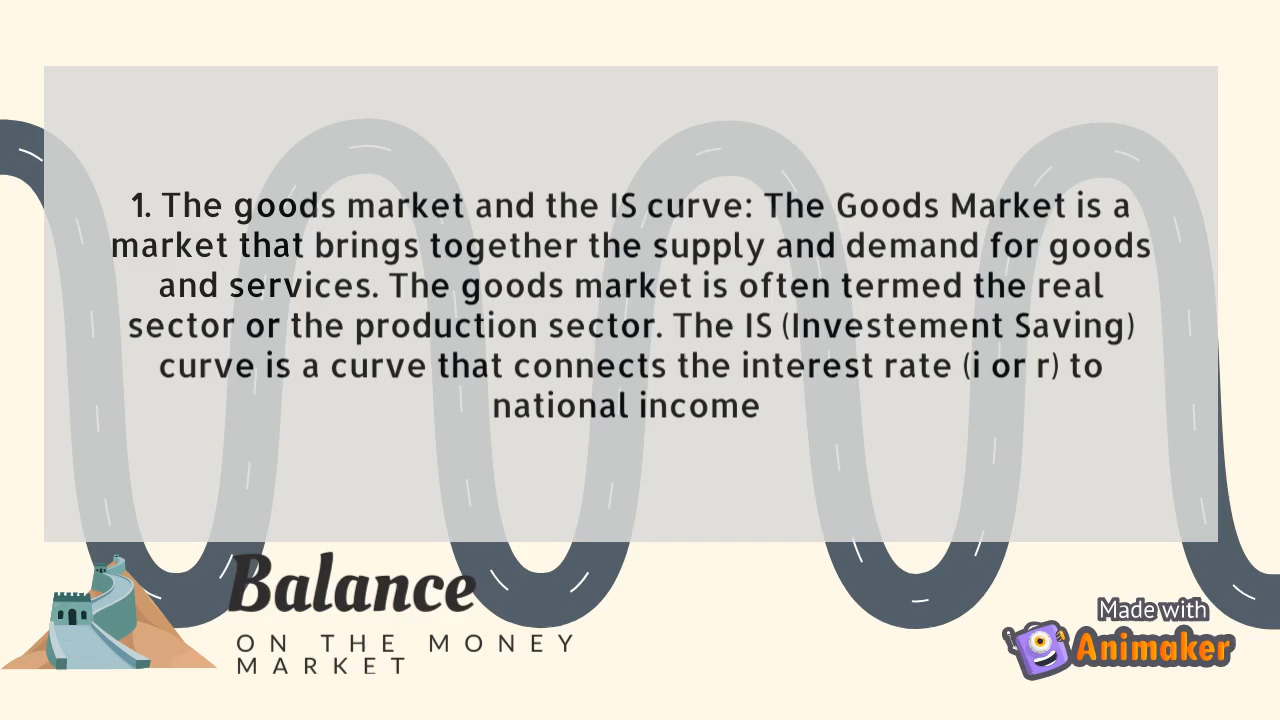 1. The goods market and the IS curve: The Goods Market is a
market that brings together the supply and demand for goods
and services. The goods market is often termed the real
sector or the production sector. The IS (Investement Saving)
curve is a curve that connects the interest rate (i or r) to
national income
Balance
ON THE MONEY
MARKET
Made with
Animaker